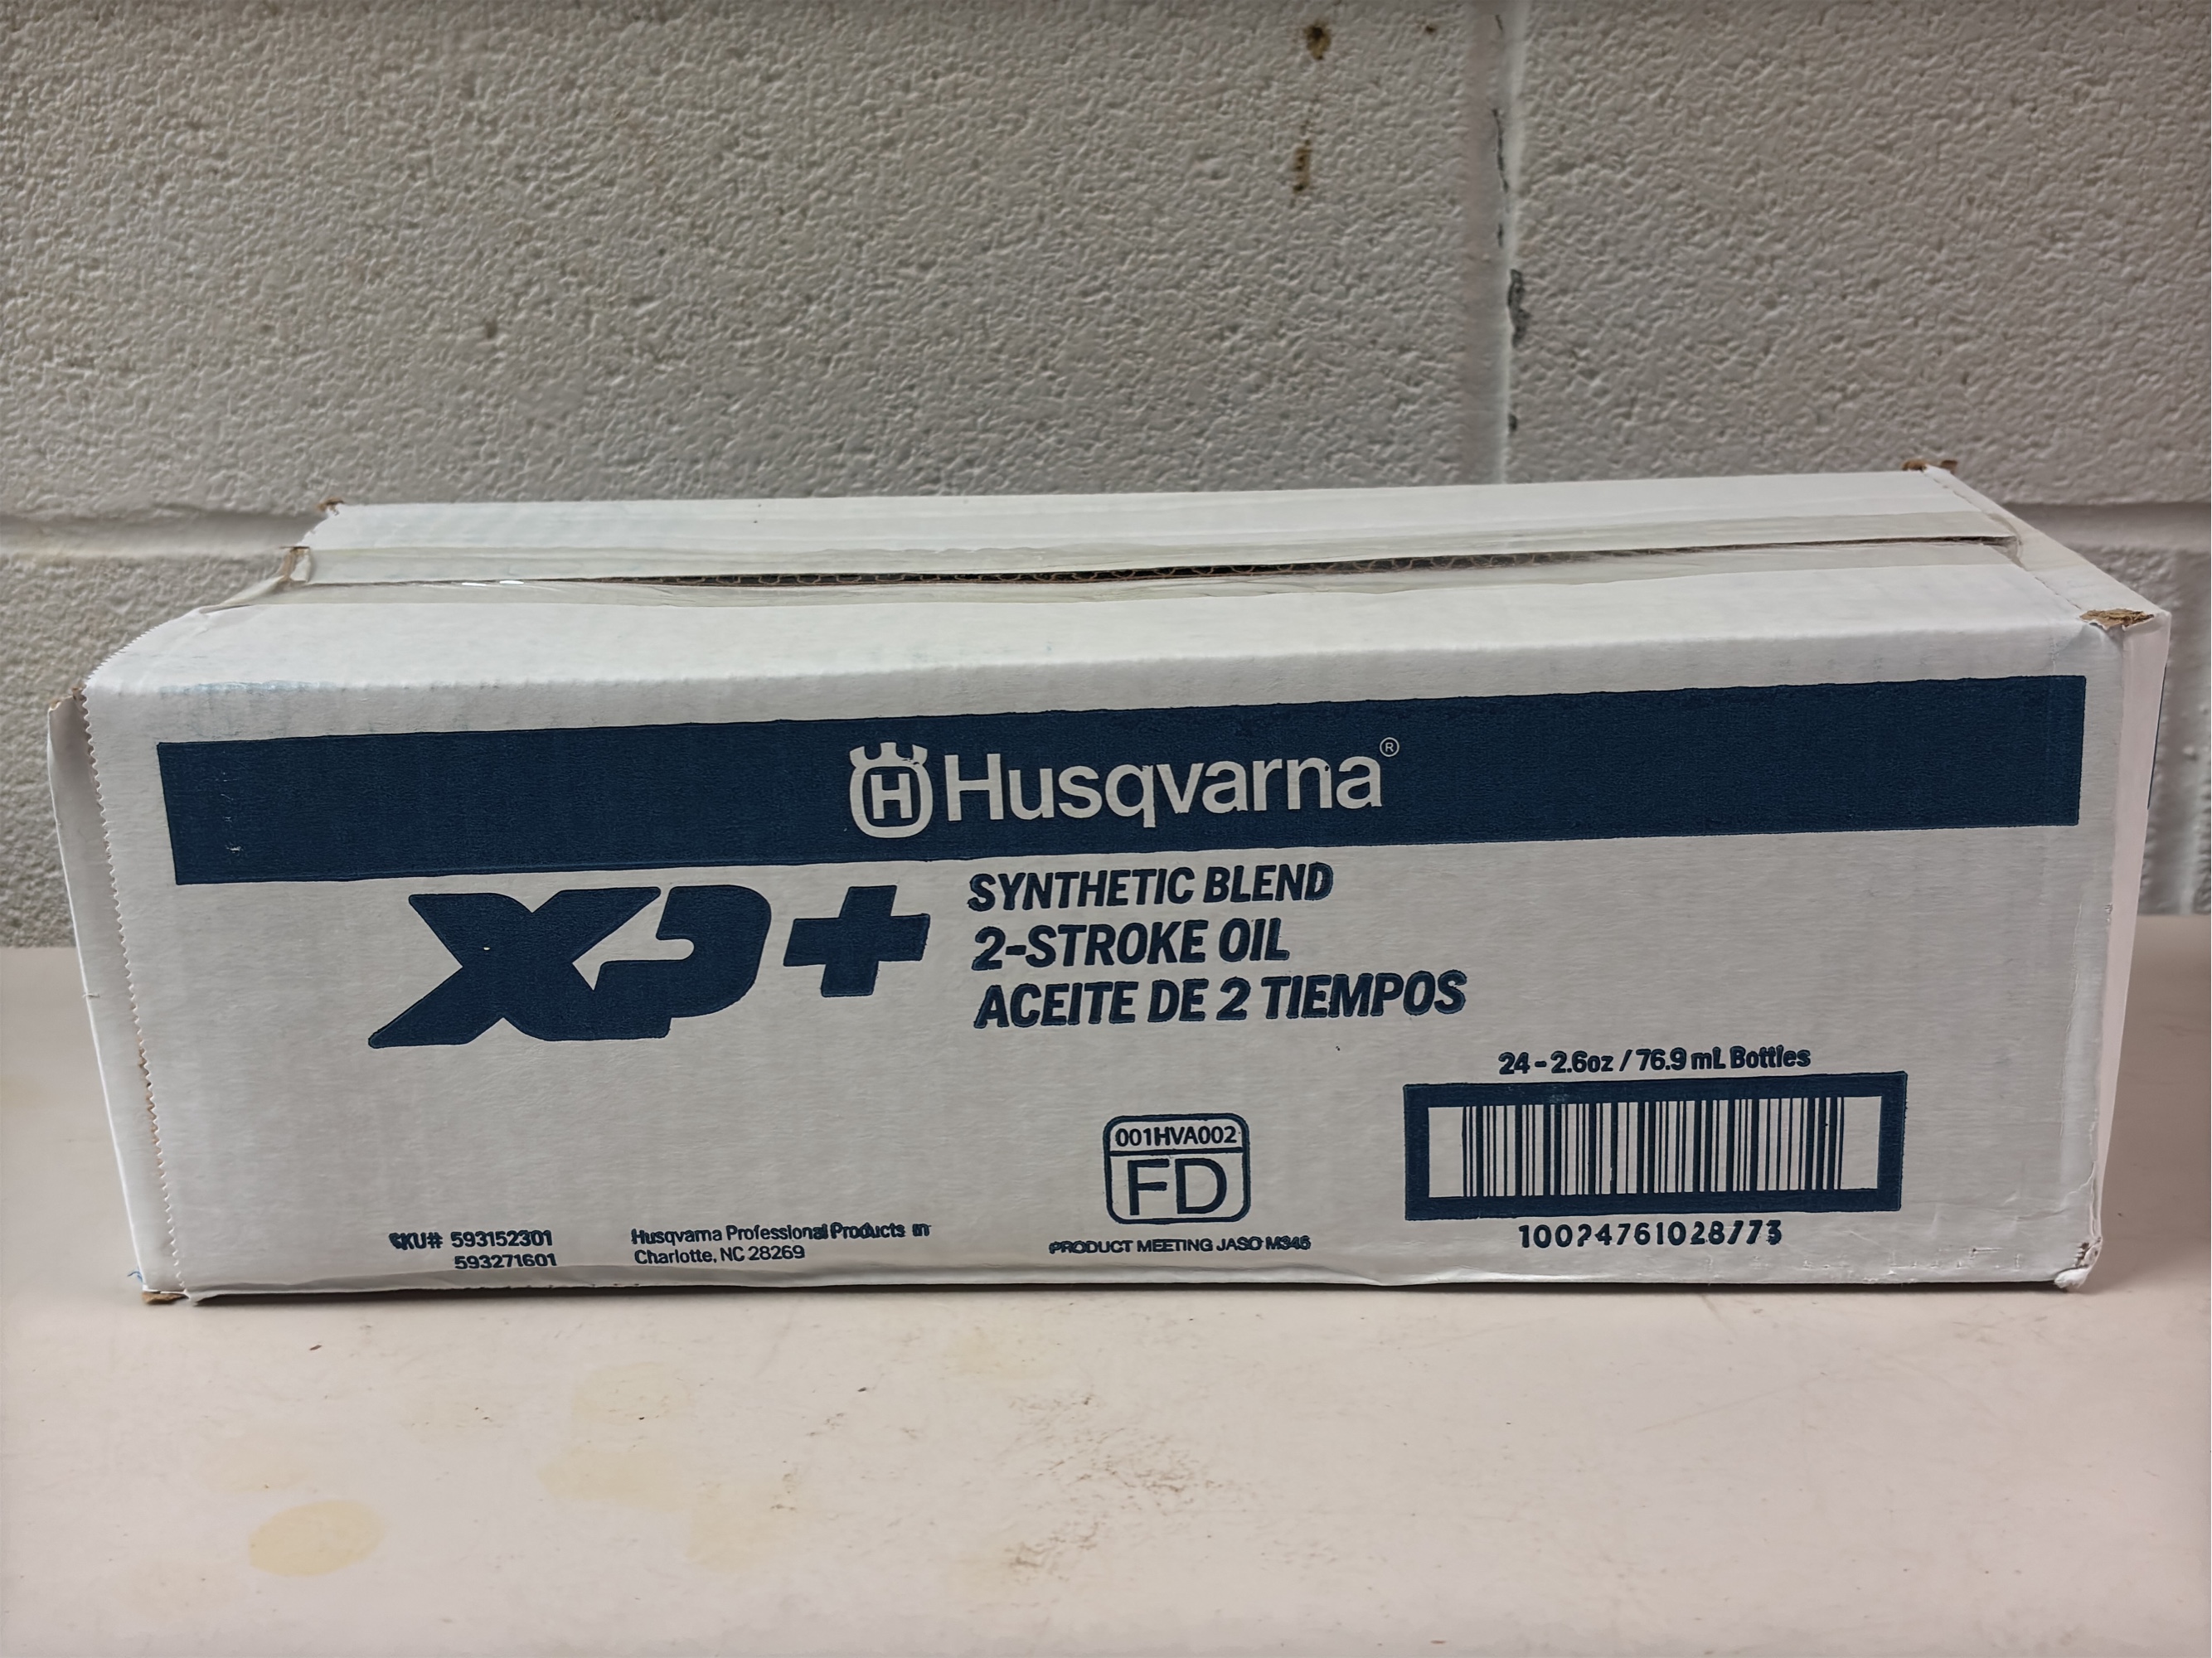 H Husqvarna®
XP+
SYNTHETIC BLEND
2-STROKE OIL
ACEITE DE 2 TIEMPOS
24 - 2.6oz / 76.9 mL Bottles
001HVA002
FD
PRODUCT MEETING JASO M345
SKU# 593152301
593271601
Husqvarna Professional Products
Charlotte, NC 28269